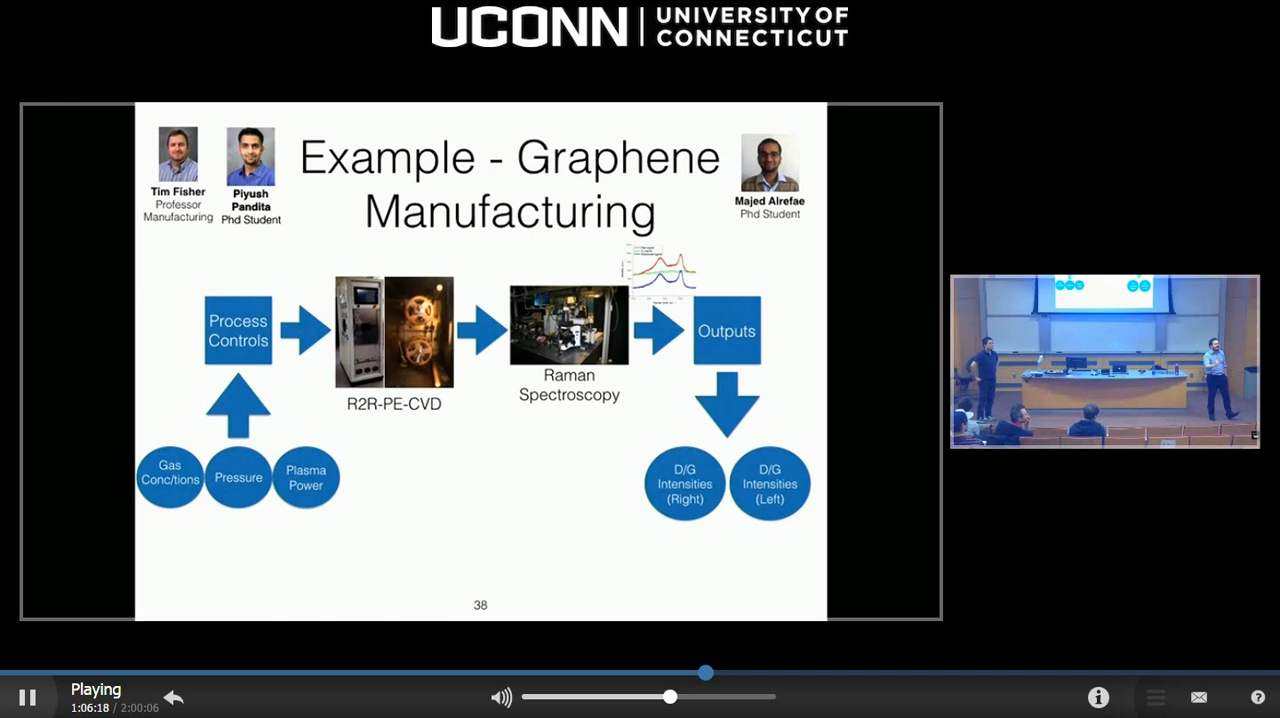 UCONN | UNIVERSITY OF
CONNECTICUT
Example - Graphene
Manufacturing
Tim Fisher
Professor
Manufacturing
Piyush
Pandita
Phd Student
Majed Alrefae
Phd Student
Process
Controls
R2R-PE-CVD
Raman
Spectroscopy
Outputs
Gas
Conc/tions
Pressure
Plasma
Power
D/G
Intensities
(Right)
D/G
Intensities
(Left)
38
Playing
1:06:18 / 2:00:06